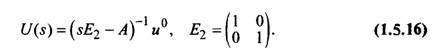 U(s) = (sE₂ − A)⁻¹ u⁰, E₂ = (1 0
0 1). (1.5.16)